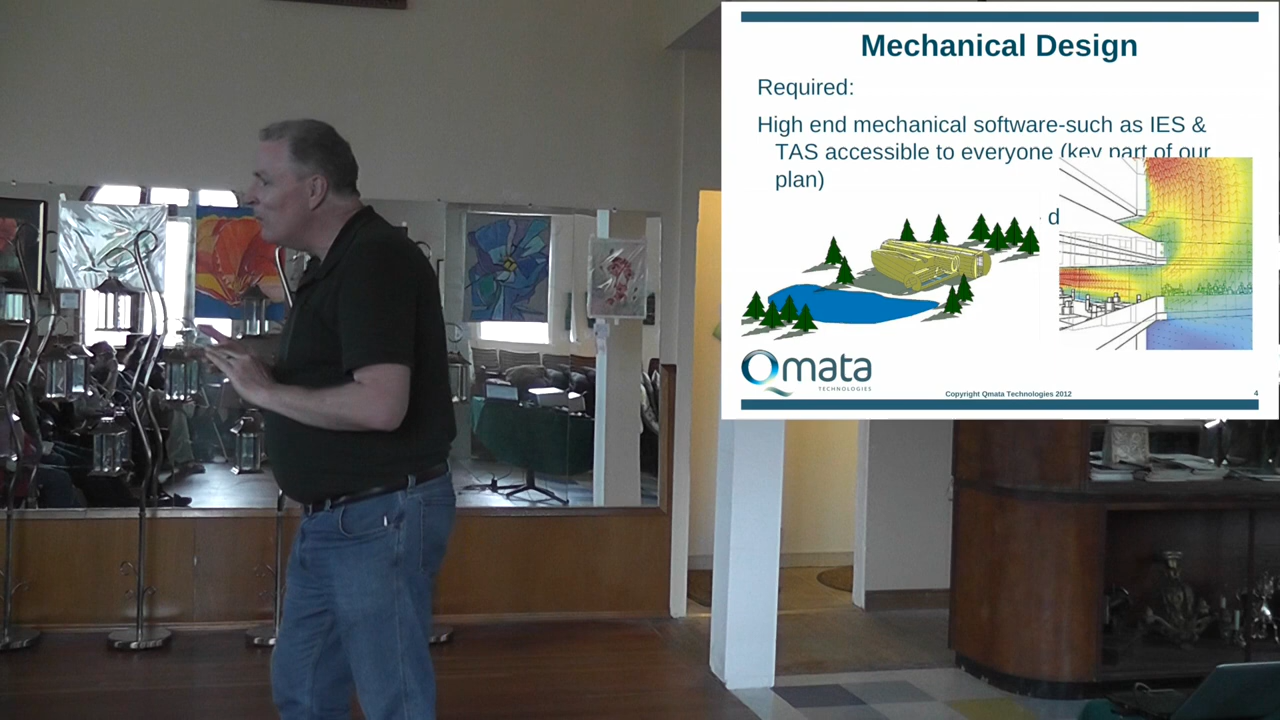 Mechanical Design
Required:
High end mechanical software-such as IES &
TAS accessible to everyone (key part of our
plan)
d
Qmata
TECHNOLOGIES
Copyright Qmata Technologies 2012
4